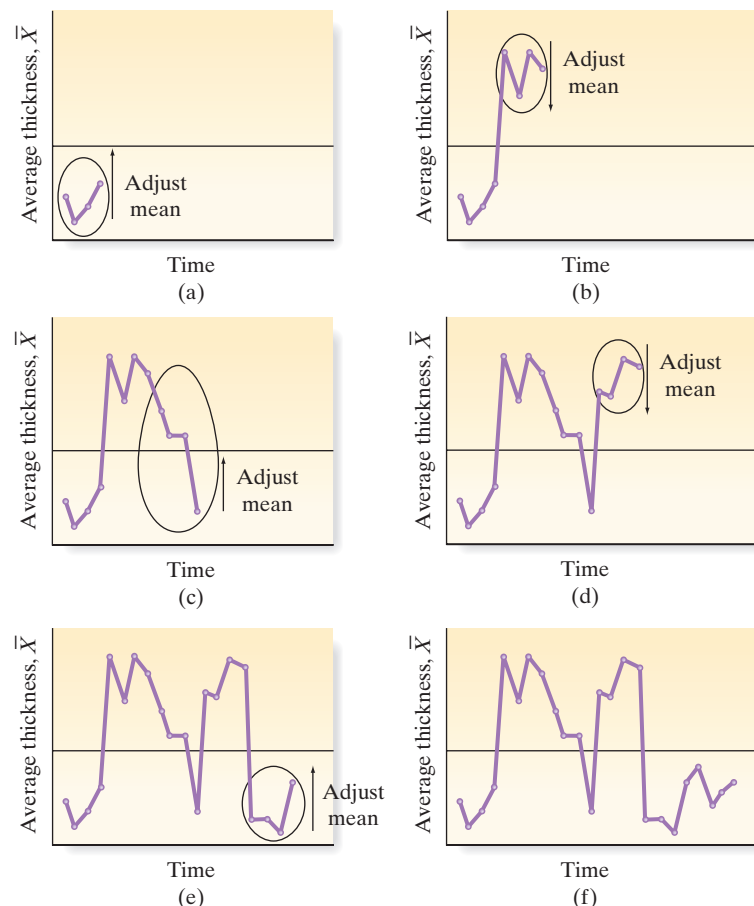 Average thickness, X̄
Adjust
mean
Time
(a)
Average thickness, X̄
Adjust
mean
Time
(b)
Average thickness, X̄
Adjust
mean
Time
(c)
Average thickness, X̄
Adjust
mean
Time
(d)
Average thickness, X̄
Adjust
mean
Time
(e)
Average thickness, X̄
Time
(f)